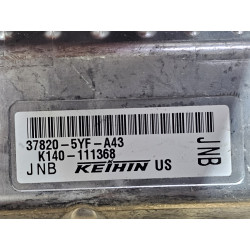 37820-5YF-A43
K140-111368
JNB KEIHIN US
JNB